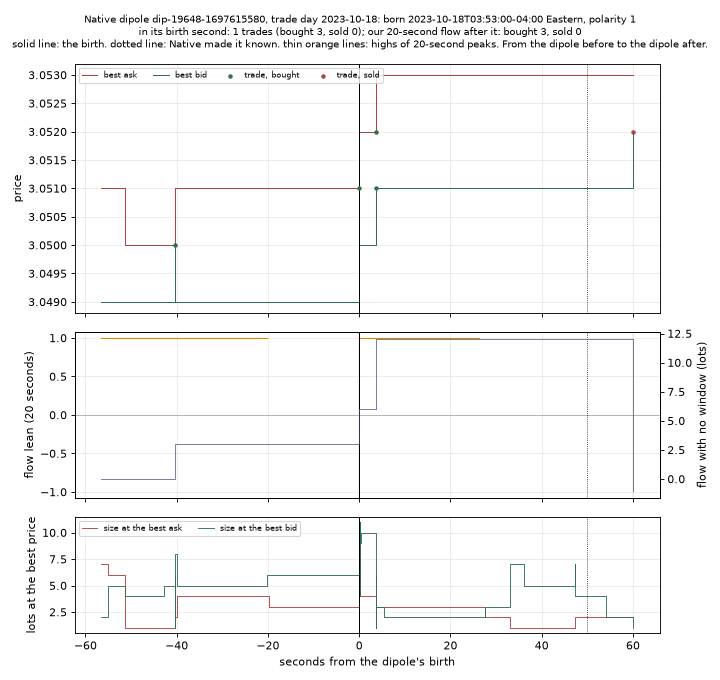 Native dipole dip-19648-1697615580, trade day 2023-10-18: born 2023-10-18T03:53:00-04:00 Eastern, polarity 1
in its birth second: 1 trades (bought 3, sold 0); our 20-second flow after it: bought 3, sold 0
solid line: the birth. dotted line: Native made it known. thin orange lines: highs of 20-second peaks. From the dipole before to the dipole after.
best ask
best bid
trade, bought
trade, sold
price
3.0530
3.0525
3.0520
3.0515
3.0510
3.0505
3.0500
3.0495
3.0490
flow lean (20 seconds)
1.0
0.5
0.0
−0.5
−1.0
12.5
10.0
7.5
5.0
2.5
0.0
flow with no window (lots)
size at the best ask
size at the best bid
lots at the best price
10.0
7.5
5.0
2.5
−60
−40
−20
0
20
40
60
seconds from the dipole's birth